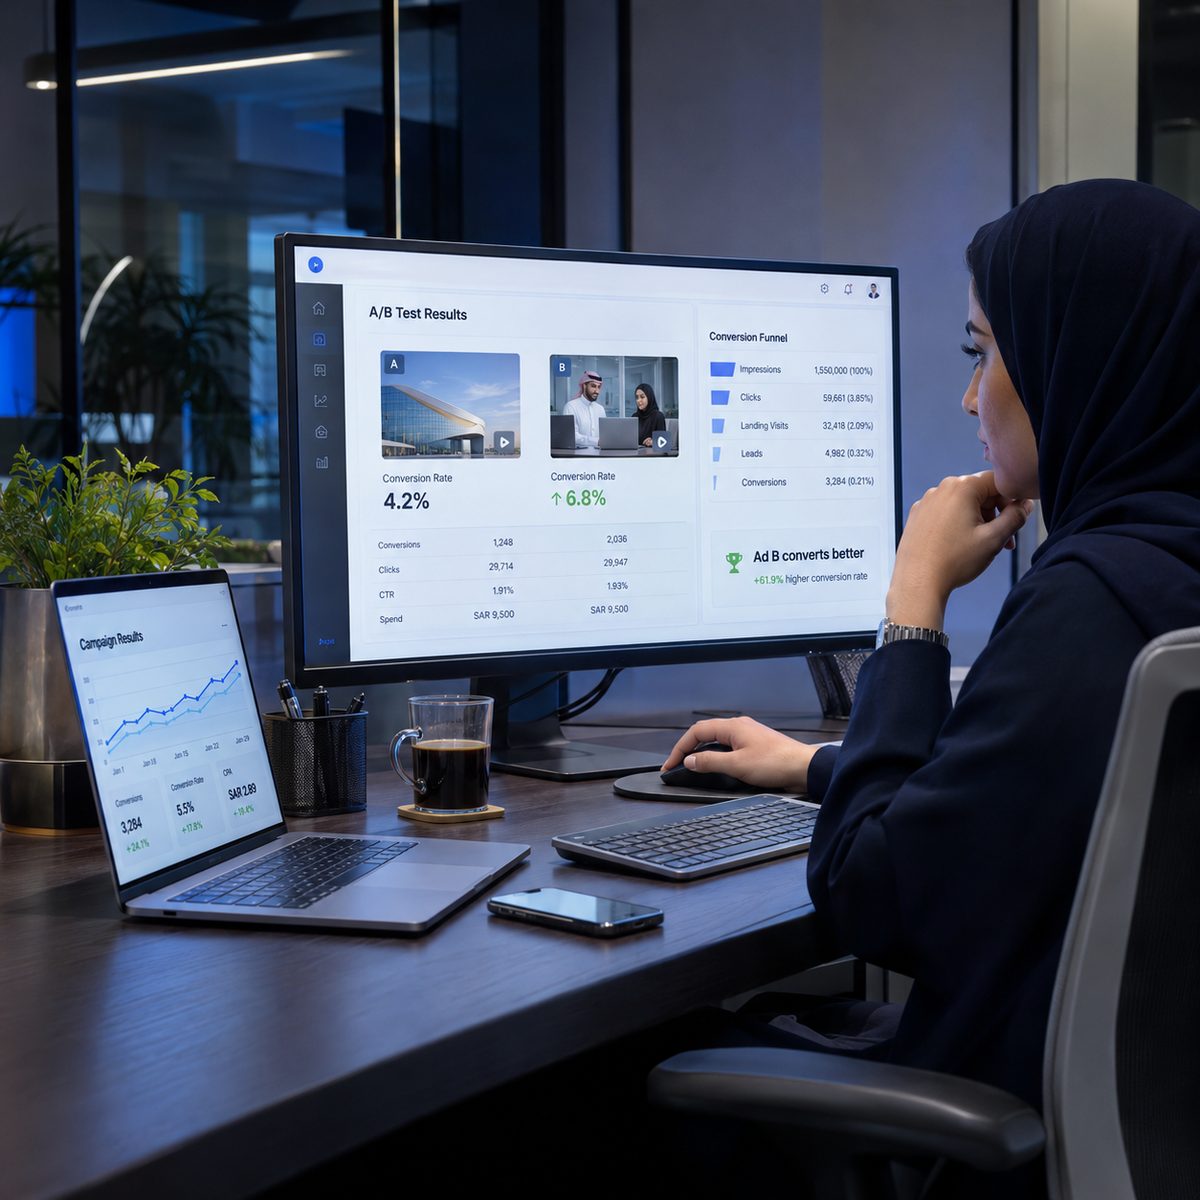 A/B Test Results
A
B
Conversion Rate
4.2%
Conversion Rate
↑ 6.8%
Conversions 1,248 2,036
Clicks 29,714 29,947
CTR 1.91% 1.93%
Spend SAR 9,500 SAR 9,500
Conversion Funnel
Impressions 1,550,000 (100%)
Clicks 59,661 (3.85%)
Landing Visits 32,418 (2.09%)
Leads 4,982 (0.32%)
Conversions 3,284 (0.21%)
Ad B converts better
+61.9% higher conversion rate
Campaign Results
Jan 1 Jan 15 Jan 22 Jan 29
Conversions
3,284
+24.1%
Conversion Rate
5.5%
+17.8%
CPA
SAR 2.89